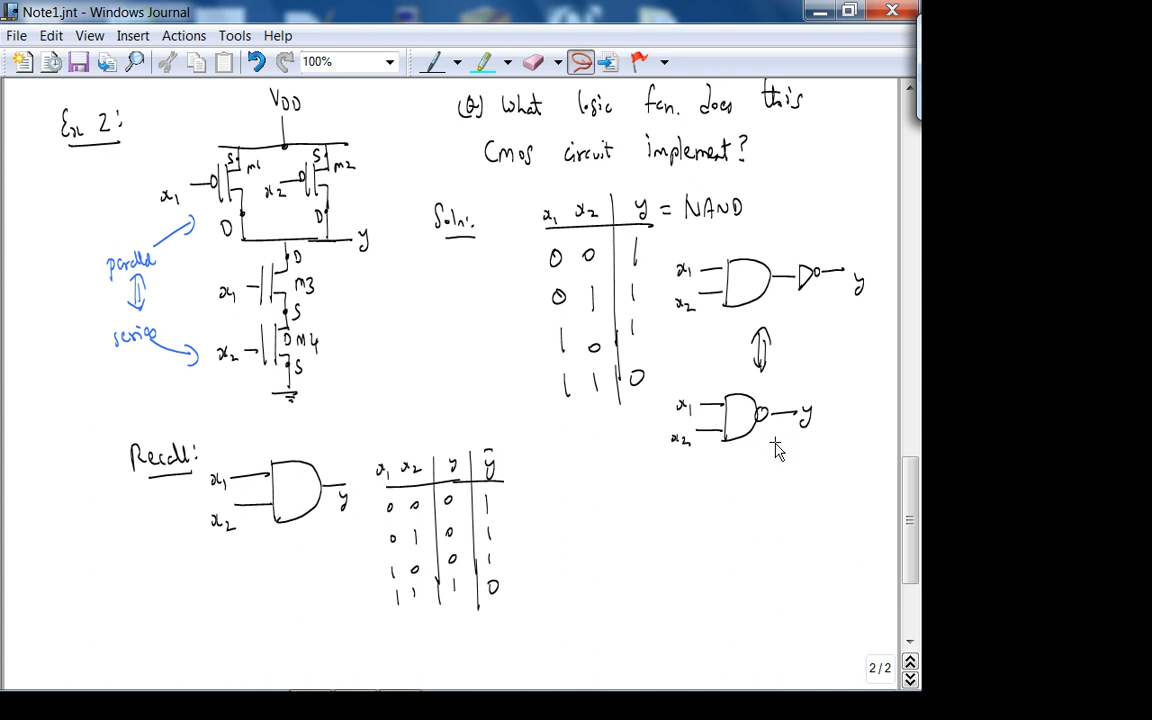 Note1.jnt - Windows Journal
File Edit View Insert Actions Tools Help
100%
Ex 2:
VDD
(Q) What logic fcn. does this
CMOS circuit implement?
S M1 S M2
x1 x2
D D
y
parallel
series
D
x1 M3
S
D M4
x2
S
Soln:
x1 x2 y = NAND
0 0 1
0 1 1
1 0 1
1 1 0
x1
x2 y
x1 y
x2
Recall:
x1
x2 y
x1 x2 y ȳ
0 0 0 1
0 1 0 1
1 0 0 1
1 1 1 0
2 / 2